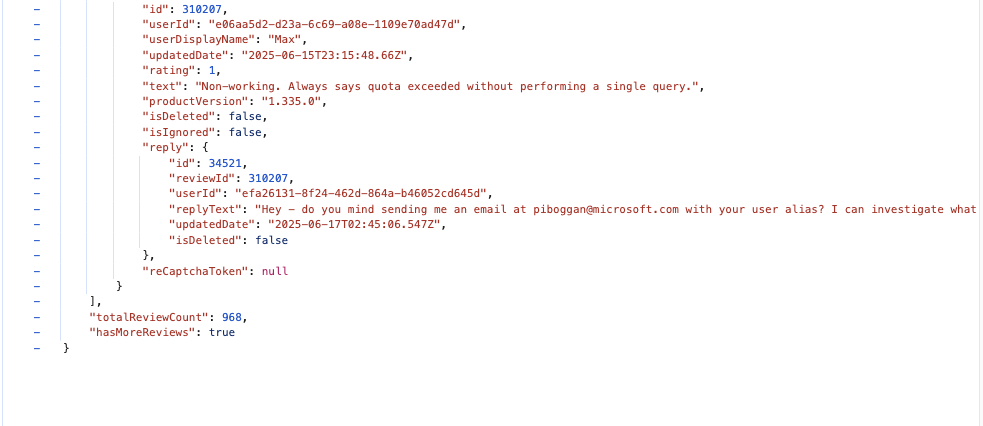 – "id": 310207,
– "userId": "e06aa5d2-d23a-6c69-a08e-1109e70ad47d",
– "userDisplayName": "Max",
– "updatedDate": "2025-06-15T23:15:48.66Z",
– "rating": 1,
– "text": "Non-working. Always says quota exceeded without performing a single query.",
– "productVersion": "1.335.0",
– "isDeleted": false,
– "isIgnored": false,
– "reply": {
– "id": 34521,
– "reviewId": 310207,
– "userId": "efa26131-8f24-462d-864a-b46052cd645d",
– "replyText": "Hey – do you mind sending me an email at piboggan@microsoft.com with your user alias? I can investigate what
– "updatedDate": "2025-06-17T02:45:06.547Z",
– "isDeleted": false
– },
– "reCaptchaToken": null
– }
– ],
– "totalReviewCount": 968,
– "hasMoreReviews": true
– }